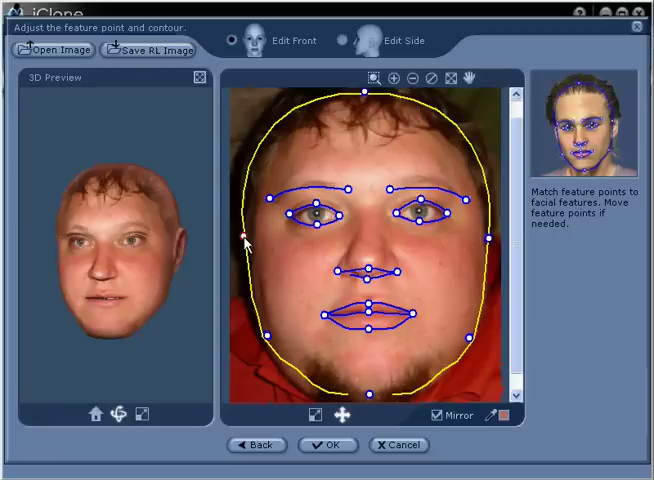 iClone
Adjust the feature point and contour.
Open Image
Save RL Image
Edit Front
Edit Side
3D Preview
Match feature points to
facial features. Move
feature points if
needed.
Mirror
Back
OK
Cancel